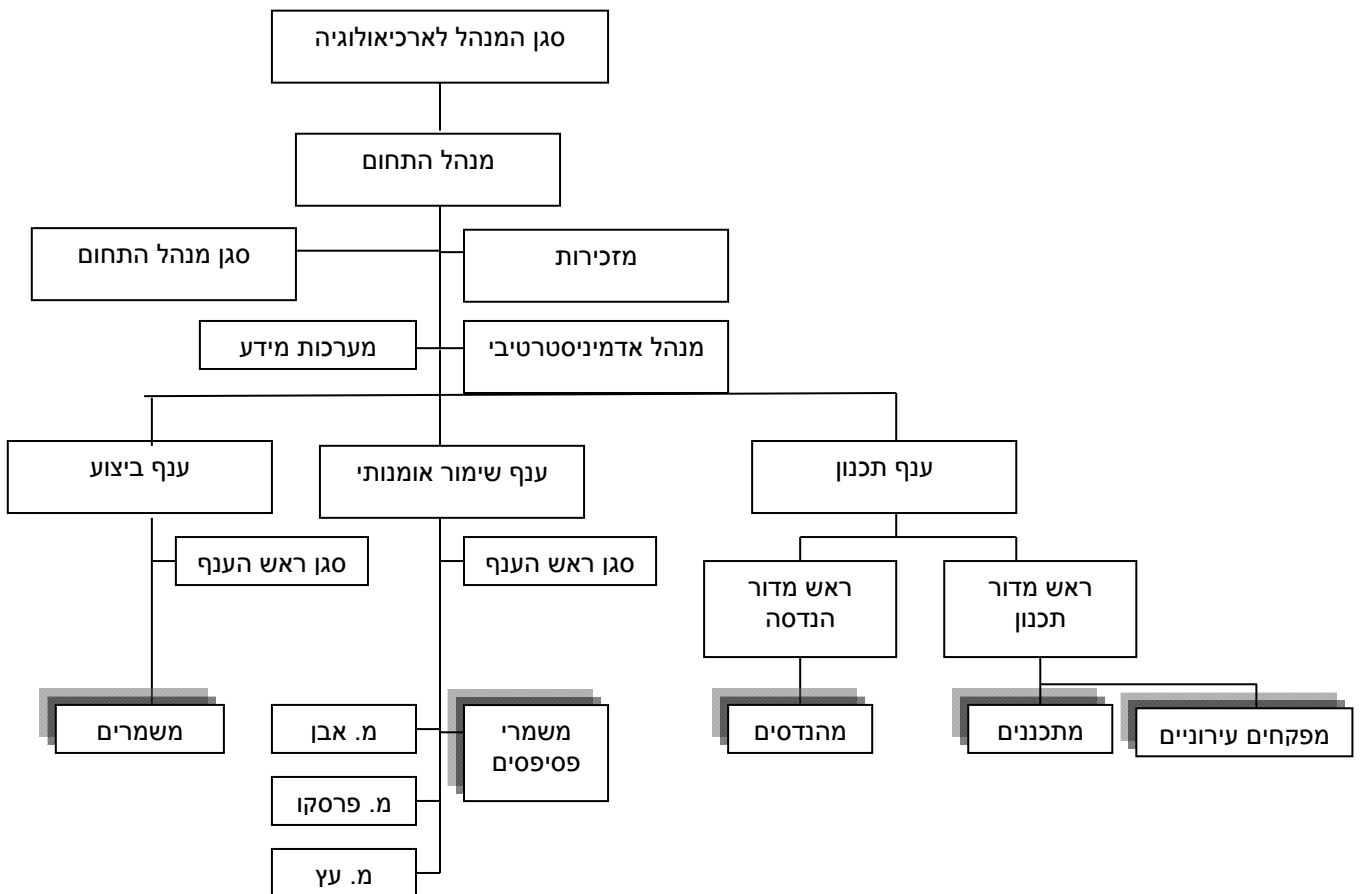 סגן המנהל לארכיאולוגיה
מנהל התחום
מזכירות
סגן מנהל התחום
מנהל אדמיניסטרטיבי
מערכות מידע
ענף תכנון
ענף שימור אומנותי
ענף ביצוע
ראש מדור
תכנון
ראש מדור
הנדסה
סגן ראש הענף
סגן ראש הענף
מפקחים עירוניים
מתכננים
מהנדסים
משמרי
פסיפסים
מ. אבן
משמרים
מ. פרסקו
מ. עץ